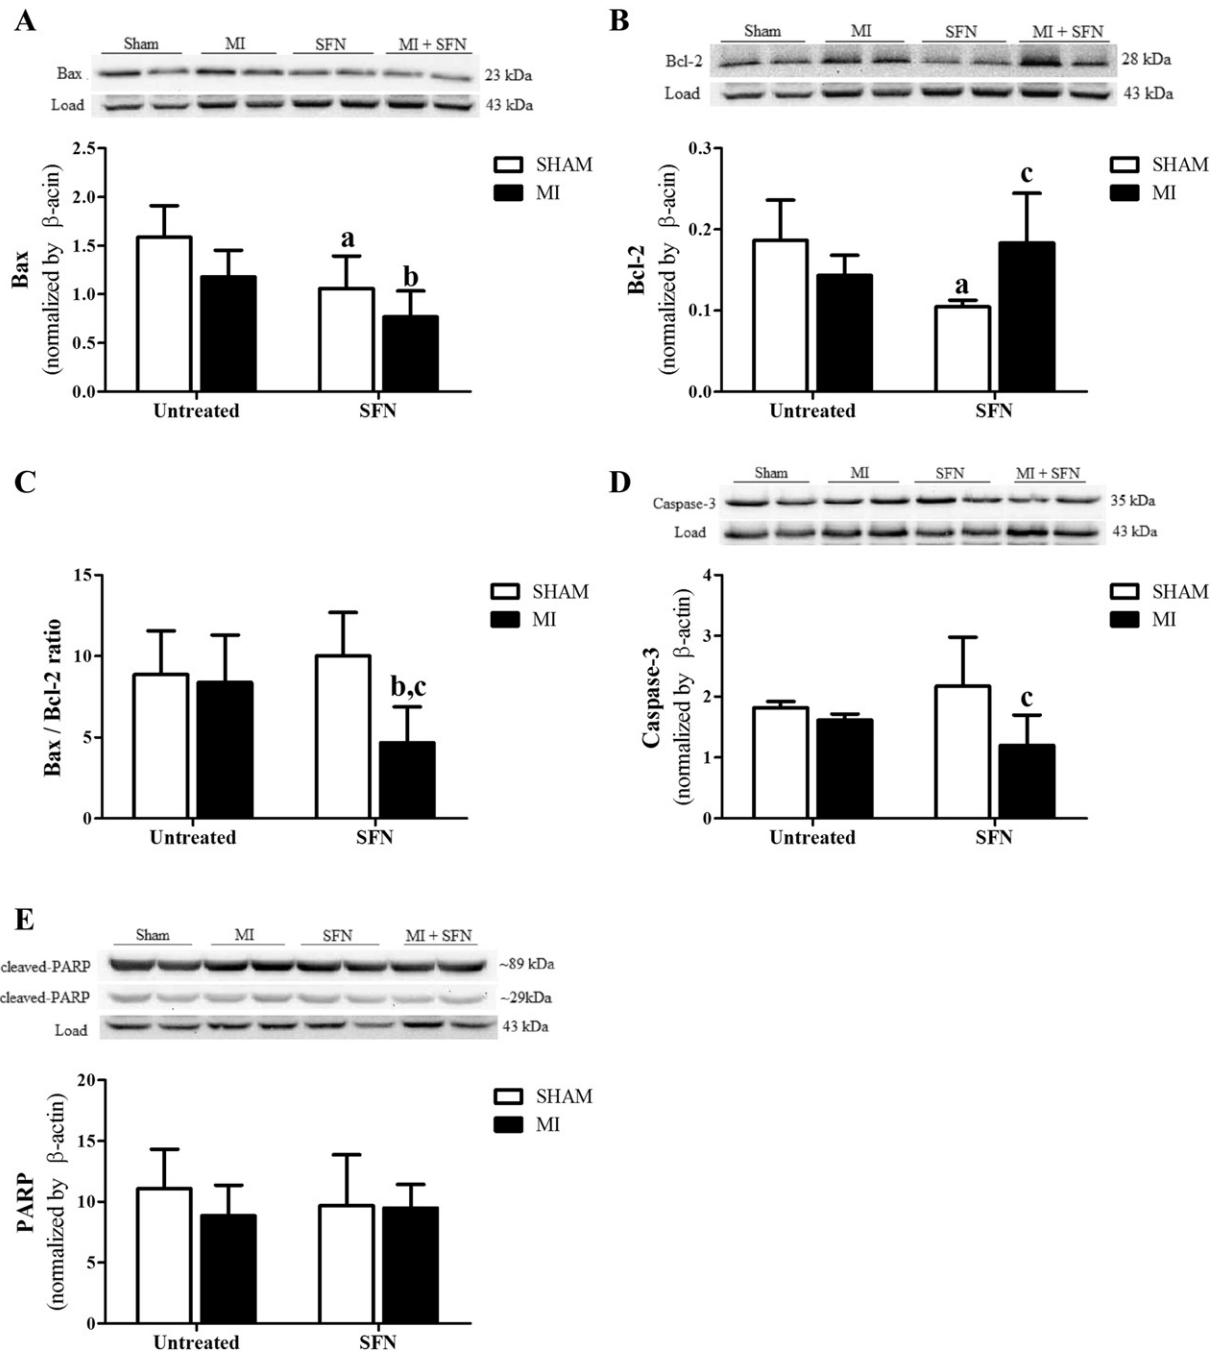 A
Sham MI SFN MI + SFN
Bax 23 kDa
Load 43 kDa
2.5
2.0
1.5
1.0
0.5
0.0
Bax
(normalized by β-acin)
a
b
SHAM
MI
Untreated SFN
B
Sham MI SFN MI + SFN
Bcl-2 28 kDa
Load 43 kDa
0.3
0.2
0.1
0.0
Bcl-2
(normalized by β-acin)
a
c
SHAM
MI
Untreated SFN
C
15
10
5
0
Bax / Bcl-2 ratio
b,c
SHAM
MI
Untreated SFN
D
Sham MI SFN MI + SFN
Caspase-3 35 kDa
Load 43 kDa
4
3
2
1
0
Caspase-3
(normalized by β-actin)
c
SHAM
MI
Untreated SFN
E
Sham MI SFN MI + SFN
cleaved-PARP ~89 kDa
cleaved-PARP ~29kDa
Load 43 kDa
20
15
10
5
0
PARP
(normalized by β-actin)
SHAM
MI
Untreated SFN